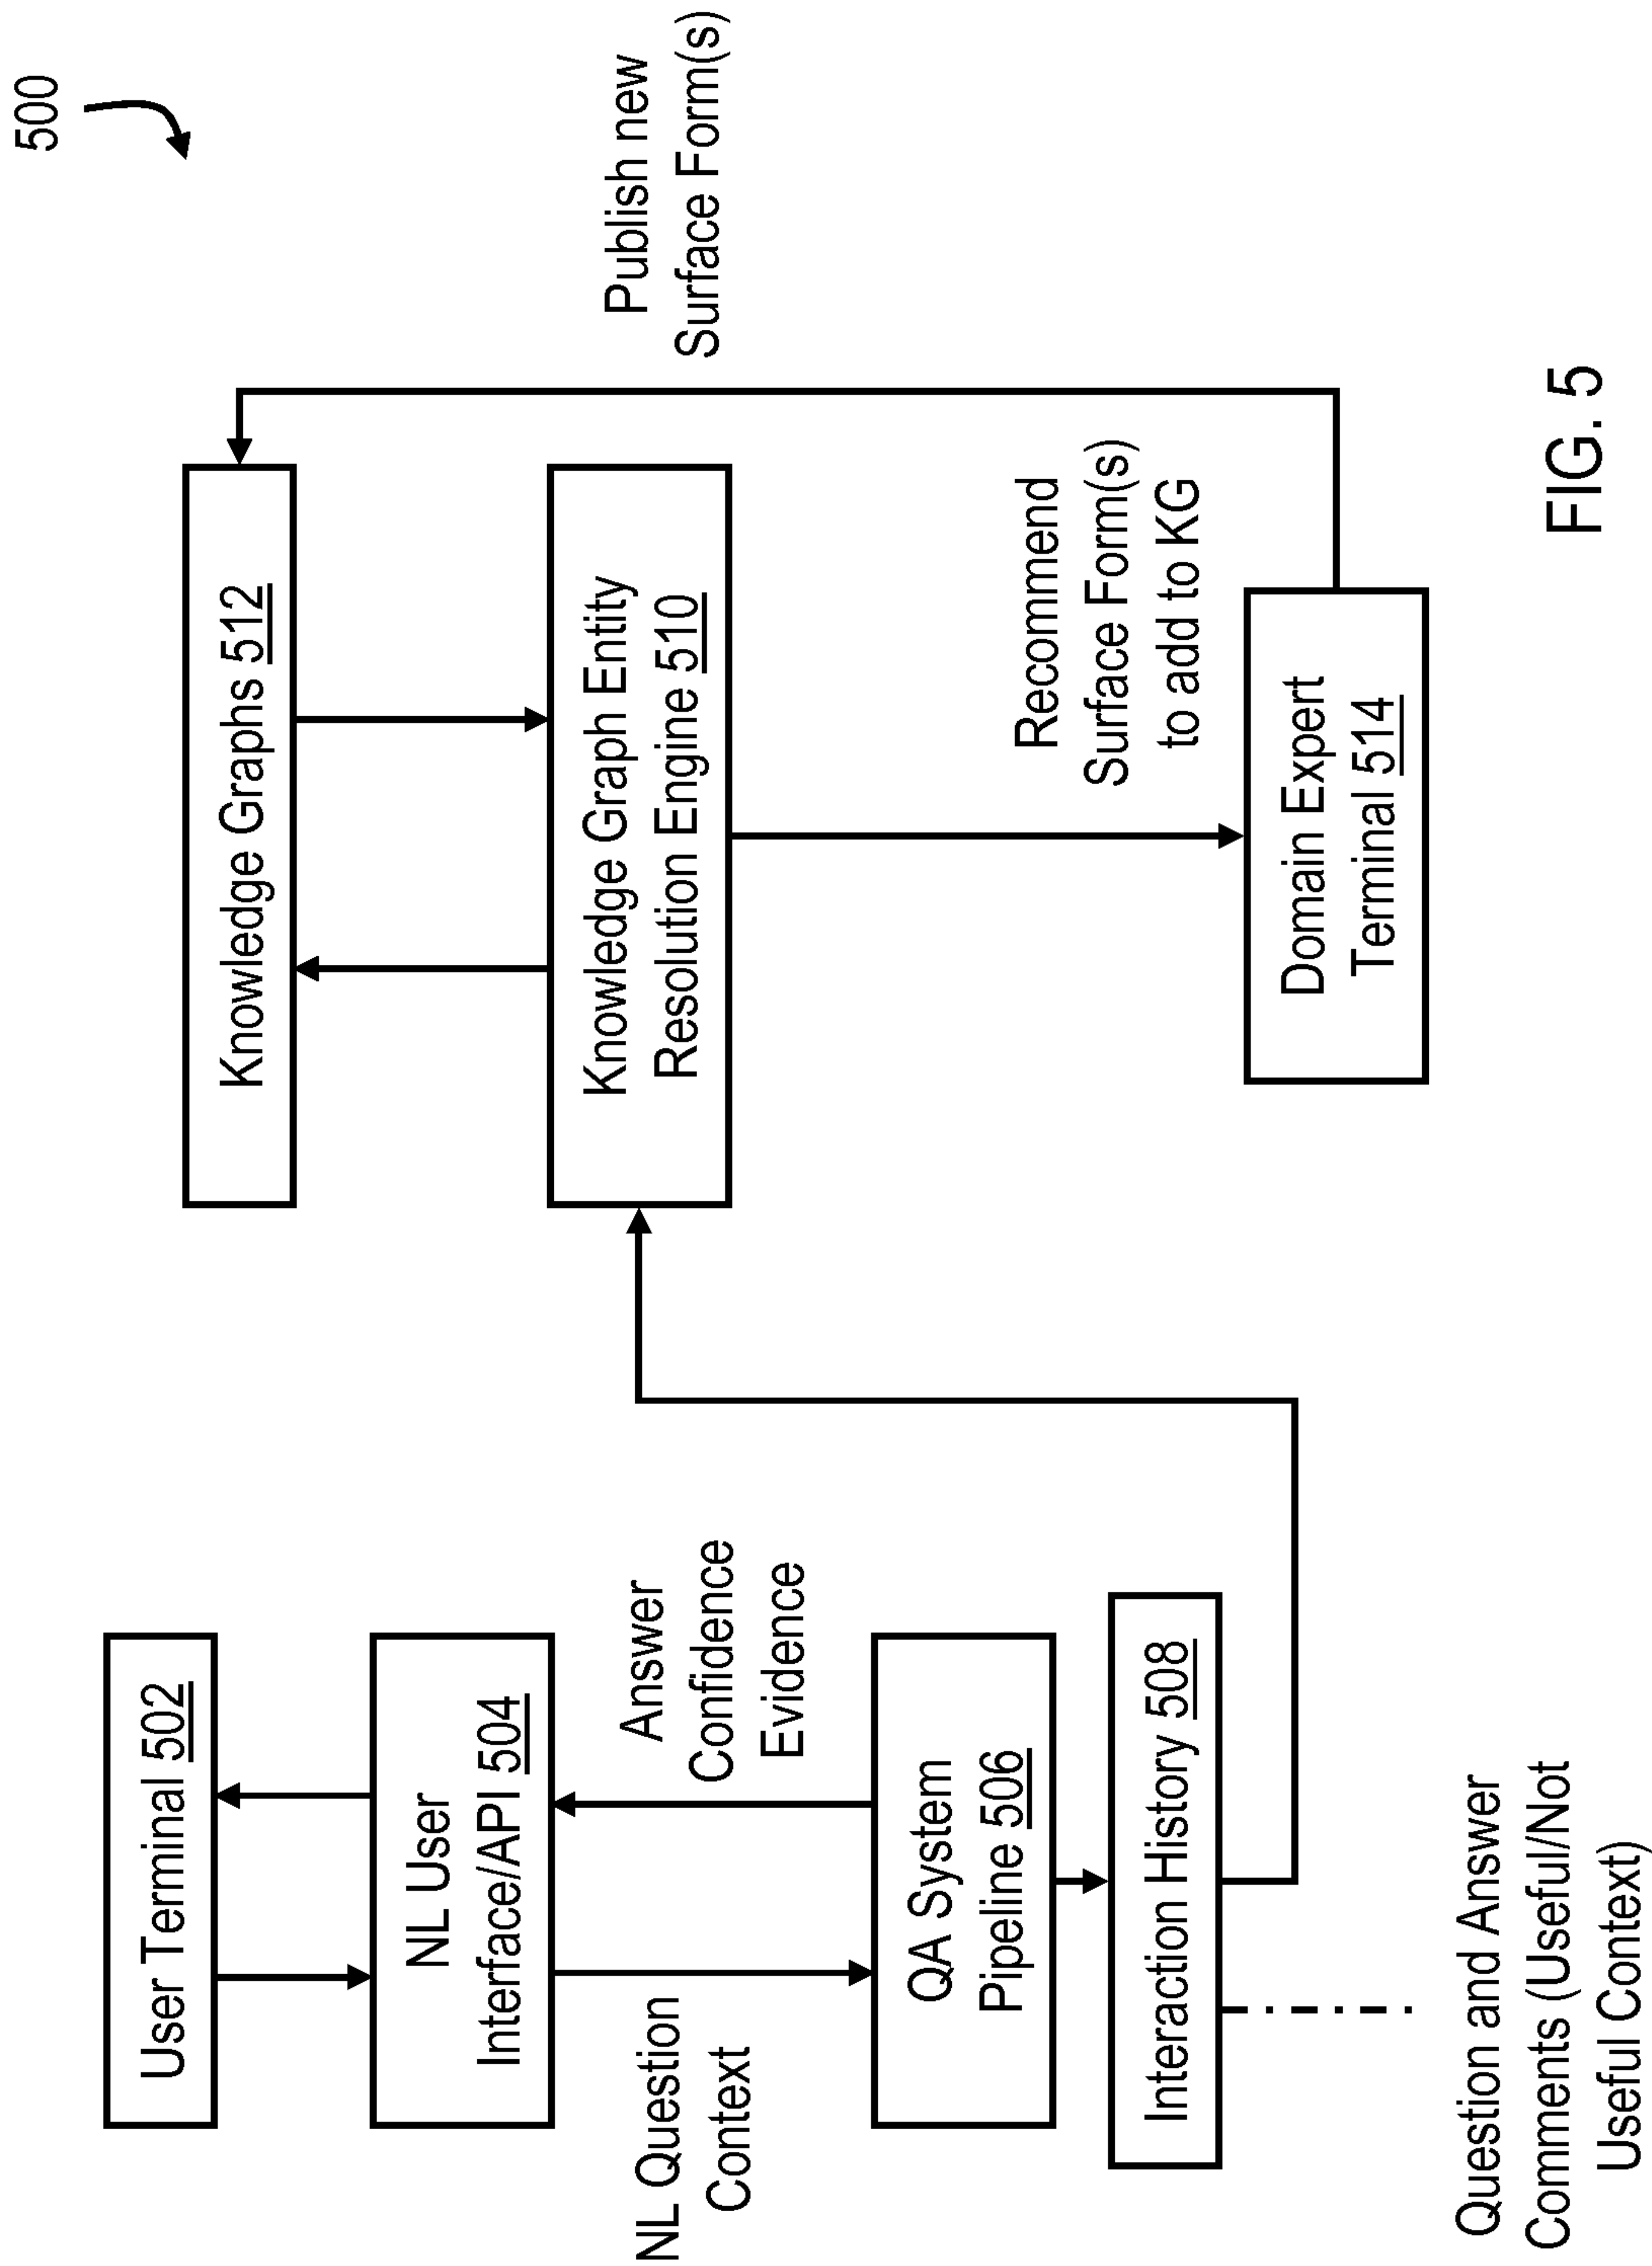 500
User Terminal 502
NL User
Interface/API 504
NL Question
Context
Answer
Confidence
Evidence
QA System
Pipeline 506
Interaction History 508
Question and Answer
Comments (Useful/Not
Useful Context)
Knowledge Graphs 512
Knowledge Graph Entity
Resolution Engine 510
Publish new
Surface Form(s)
Recommend
Surface Form(s)
to add to KG
Domain Expert
Terminal 514
FIG. 5